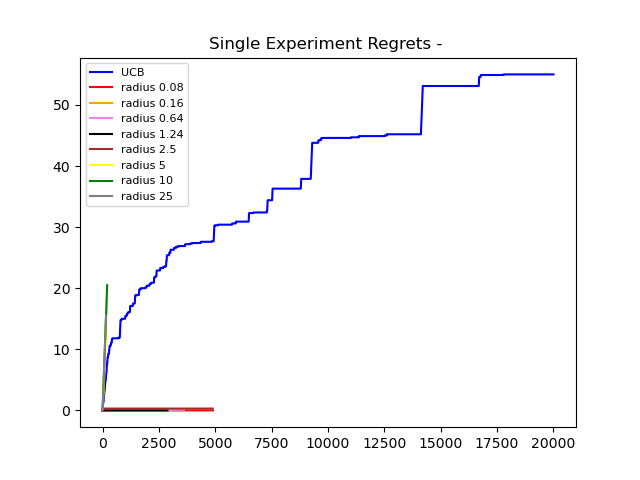 Single Experiment Regrets -
UCB
radius 0.08
radius 0.16
radius 0.64
radius 1.24
radius 2.5
radius 5
radius 10
radius 25
50
40
30
20
10
0
0 2500 5000 7500 10000 12500 15000 17500 20000